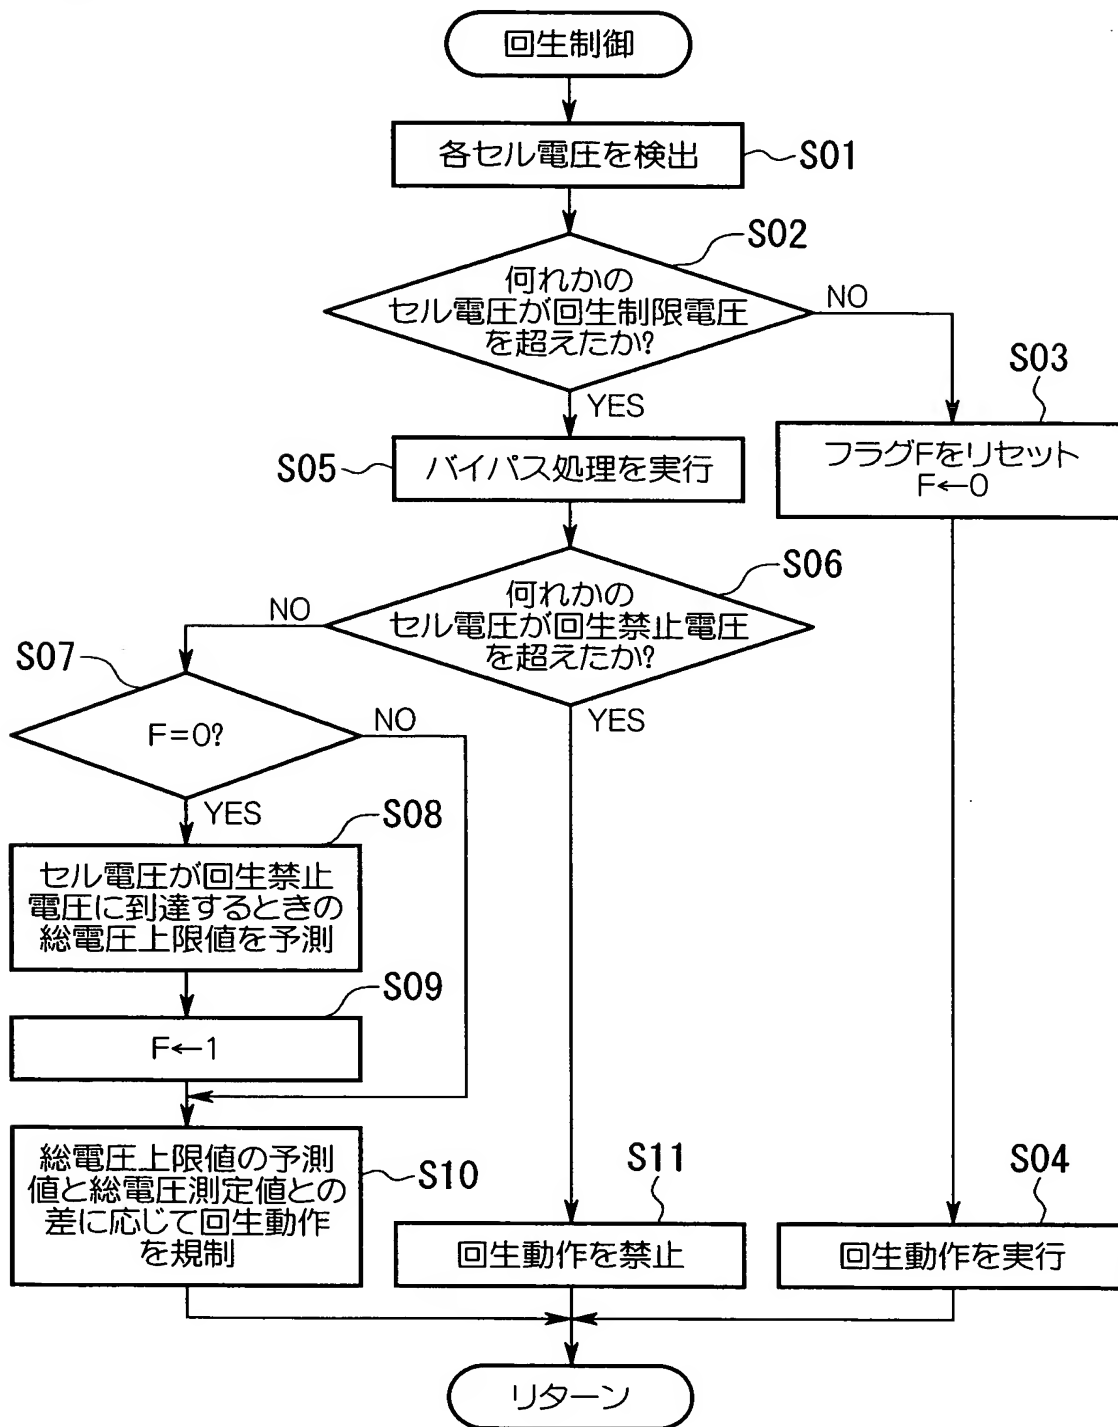 回生制御
各セル電圧を検出
S01
S02
何れかの
セル電圧が回生制限電圧
を超えたか?
NO
YES
S03
フラグFをリセット
F←0
S05
バイパス処理を実行
S06
何れかの
セル電圧が回生禁止電圧
を超えたか?
NO
YES
S07
F=0?
NO
YES
S08
セル電圧が回生禁止
電圧に到達するときの
総電圧上限値を予測
S09
F←1
S10
総電圧上限値の予測
値と総電圧測定値との
差に応じて回生動作
を規制
S11
回生動作を禁止
S04
回生動作を実行
リターン